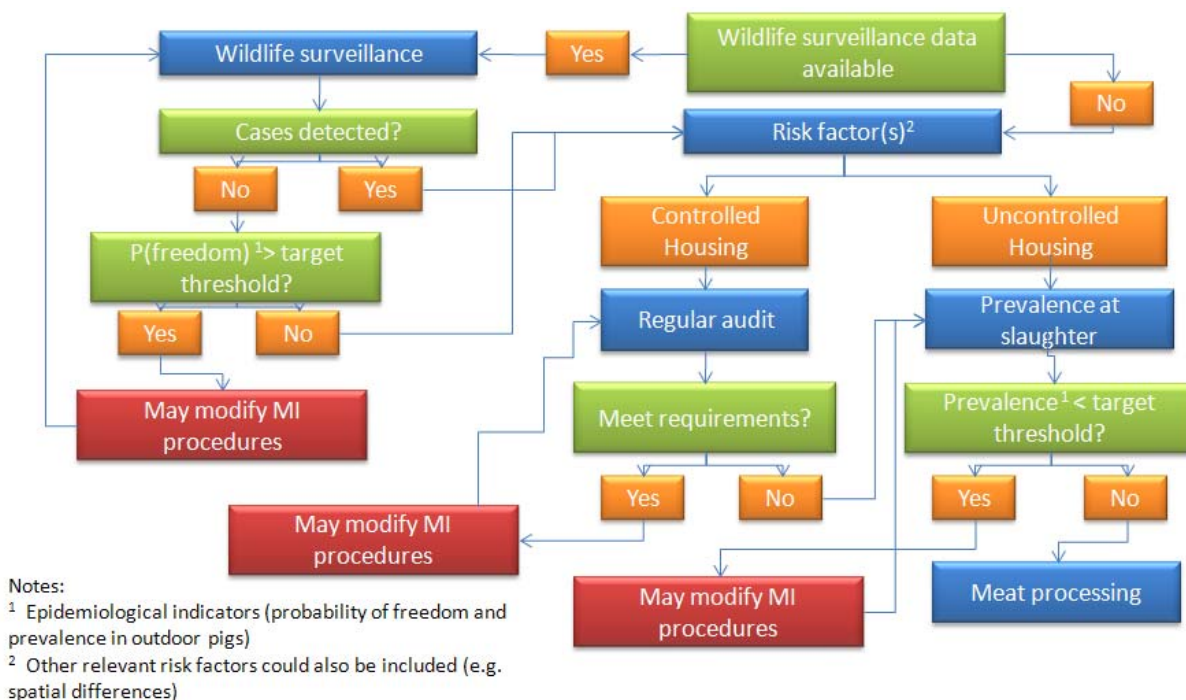 Wildlife surveillance
Yes
Wildlife surveillance data
available
No
Cases detected?
Risk factor(s)2
No
Yes
Controlled
Housing
Uncontrolled
Housing
P(freedom) 1> target
threshold?
Yes
No
Regular audit
Prevalence at
slaughter
May modify MI
procedures
Meet requirements?
Prevalence 1 < target
threshold?
Yes
No
Yes
No
May modify MI
procedures
May modify MI
procedures
Meat processing
Notes:
1 Epidemiological indicators (probability of freedom and
prevalence in outdoor pigs)
2 Other relevant risk factors could also be included (e.g.
spatial differences)